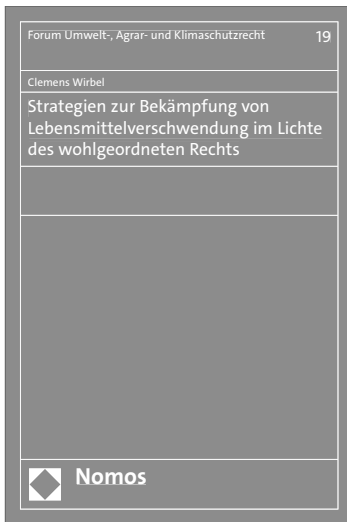 Forum Umwelt-, Agrar- und Klimaschutzrecht 19
Clemens Wirbel
Strategien zur Bekämpfung von
Lebensmittelverschwendung im Lichte
des wohlgeordneten Rechts
Nomos